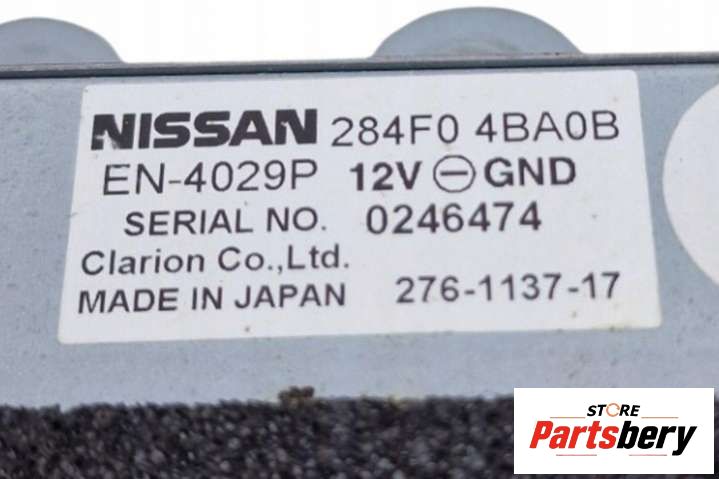 NISSAN 284F0 4BA0B
EN-4029P 12V ⊖ GND
SERIAL NO. 0246474
Clarion Co.,Ltd.
MADE IN JAPAN 276-1137-17
STORE
Partsbery